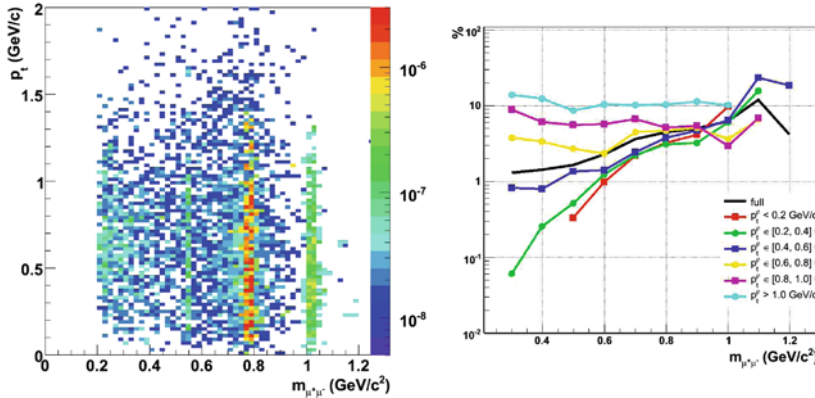 p_t (GeV/c)
2
1.5
1
0.5
0
0 0.2 0.4 0.6 0.8 1 1.2
m_μ⁺μ⁻ (GeV/c²)
10⁻⁶
10⁻⁷
10⁻⁸
%
10²
10
1
10⁻¹
10⁻²
0.4 0.6 0.8 1 1.2
m_μ⁺μ⁻ (GeV/c²)
full
p_t^μ < 0.2 GeV/c
p_t^μ ∈ [0.2, 0.4]
p_t^μ ∈ [0.4, 0.6]
p_t^μ ∈ [0.6, 0.8]
p_t^μ ∈ [0.8, 1.0]
p_t^μ > 1.0 GeV/c